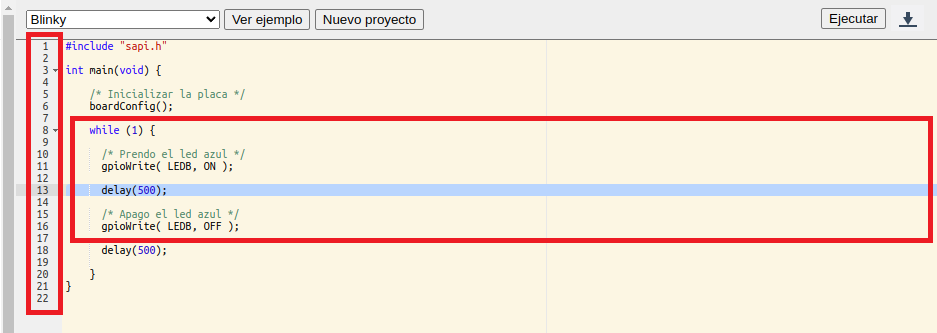 Blinky Ver ejemplo Nuevo proyecto Ejecutar
1 #include "sapi.h"
2
3 int main(void) {
4
5 /* Inicializar la placa */
6 boardConfig();
7
8 while (1) {
9
10 /* Prendo el led azul */
11 gpioWrite( LEDB, ON );
12
13 delay(500);
14
15 /* Apago el led azul */
16 gpioWrite( LEDB, OFF );
17
18 delay(500);
19
20 }
21 }
22